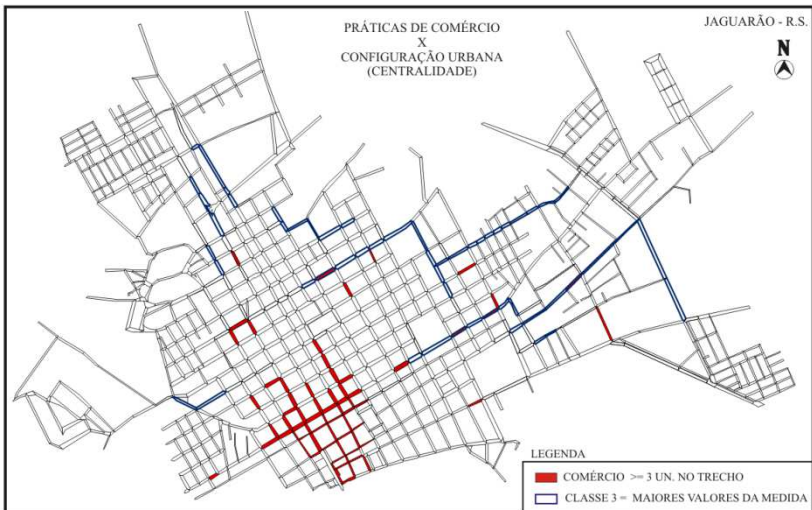 PRÁTICAS DE COMÉRCIO
X
CONFIGURAÇÃO URBANA
(CENTRALIDADE)
JAGUARÃO - R.S.
N
LEGENDA
COMÉRCIO >= 3 UN. NO TRECHO
CLASSE 3 = MAIORES VALORES DA MEDIDA